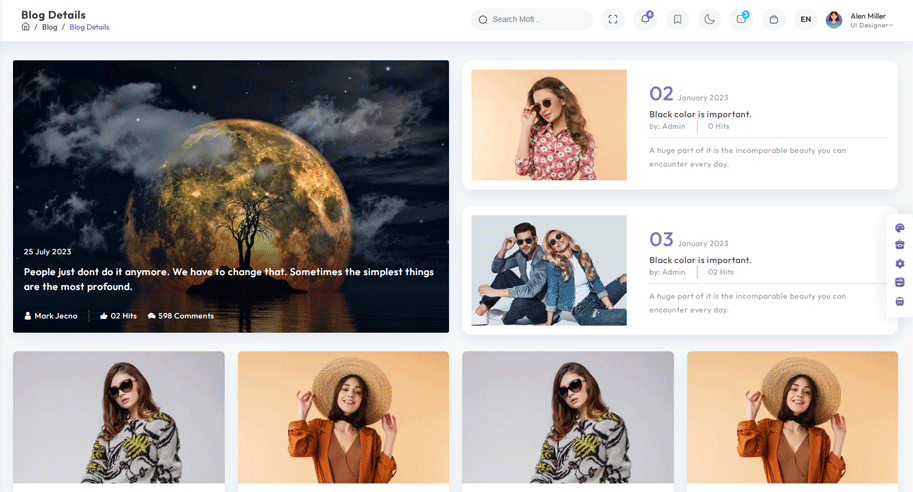 Blog Details
/ Blog / Blog Details
Search Mofi ..
4
3
EN
Alen Miller
UI Designer
25 July 2023
People just dont do it anymore. We have to change that. Sometimes the simplest things
are the most profound.
Mark Jecno
02 Hits
598 Comments
02 January 2023
Black color is important.
by: Admin
0 Hits
A huge part of it is the incomparable beauty you can
encounter every day.
03 January 2023
Black color is important.
by: Admin
02 Hits
A huge part of it is the incomparable beauty you can
encounter every day.